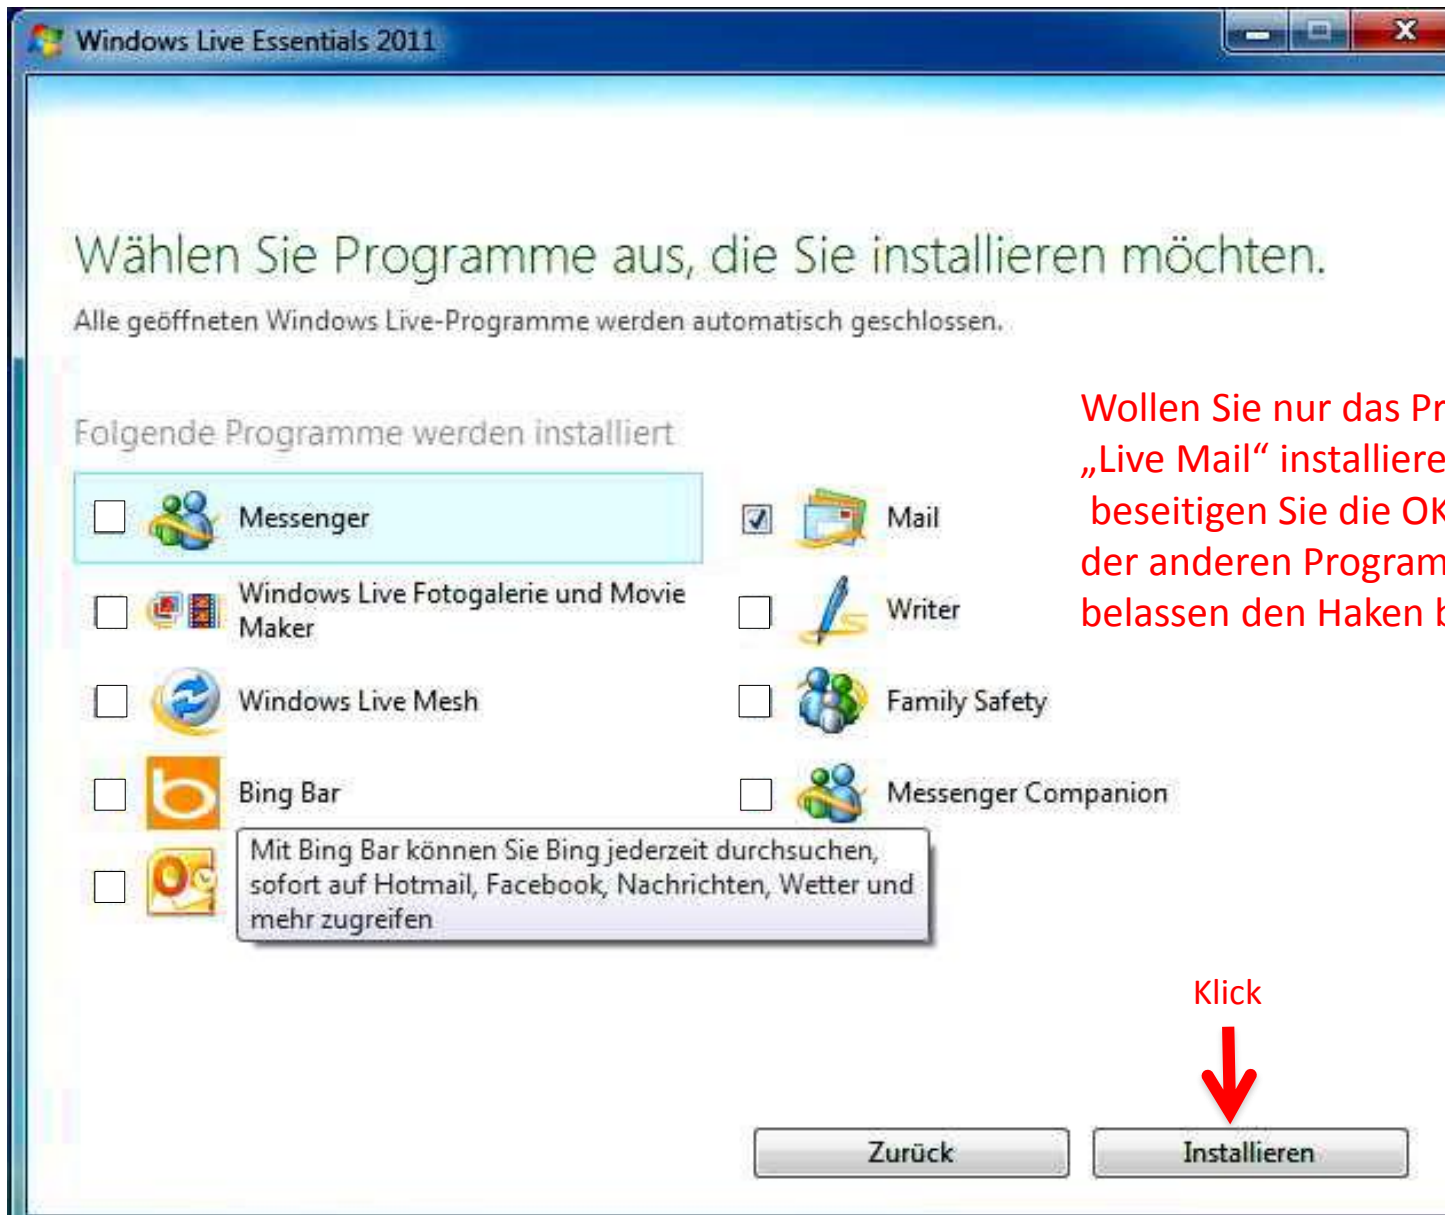 Windows Live Essentials 2011
Wählen Sie Programme aus, die Sie installieren möchten.
Alle geöffneten Windows Live-Programme werden automatisch geschlossen.
Wollen Sie nur das Pr
„Live Mail“ installiere
beseitigen Sie die OK
der anderen Program
belassen den Haken b
Folgende Programme werden installiert
Messenger
Mail
Windows Live Fotogalerie und Movie
Maker
Writer
Windows Live Mesh
Family Safety
Bing Bar
Messenger Companion
Mit Bing Bar können Sie Bing jederzeit durchsuchen,
sofort auf Hotmail, Facebook, Nachrichten, Wetter und
mehr zugreifen
Klick
Zurück
Installieren